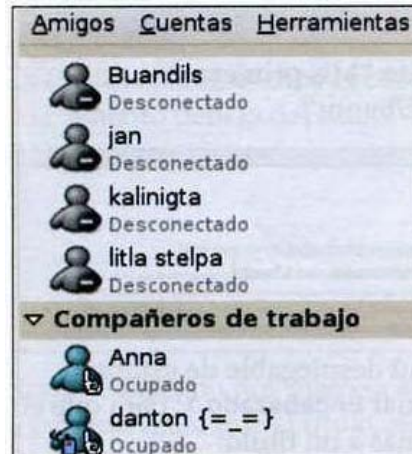 Amigos Cuentas Herramientas
Buandils
Desconectado
jan
Desconectado
kalinigta
Desconectado
litla stelpa
Desconectado
Compañeros de trabajo
Anna
Ocupado
danton {=_=}
Ocupado